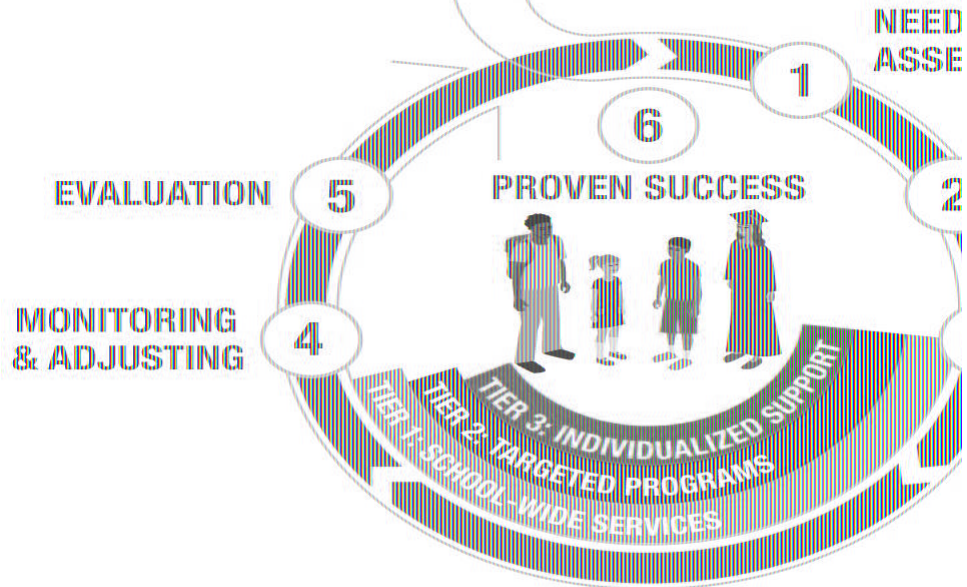 NEED
ASSE
1
6
2
EVALUATION
5
PROVEN SUCCESS
MONITORING
& ADJUSTING
4
TIER 3: INDIVIDUALIZED SUPPORT
TIER 2: TARGETED PROGRAMS
TIER 1: SCHOOL-WIDE SERVICES